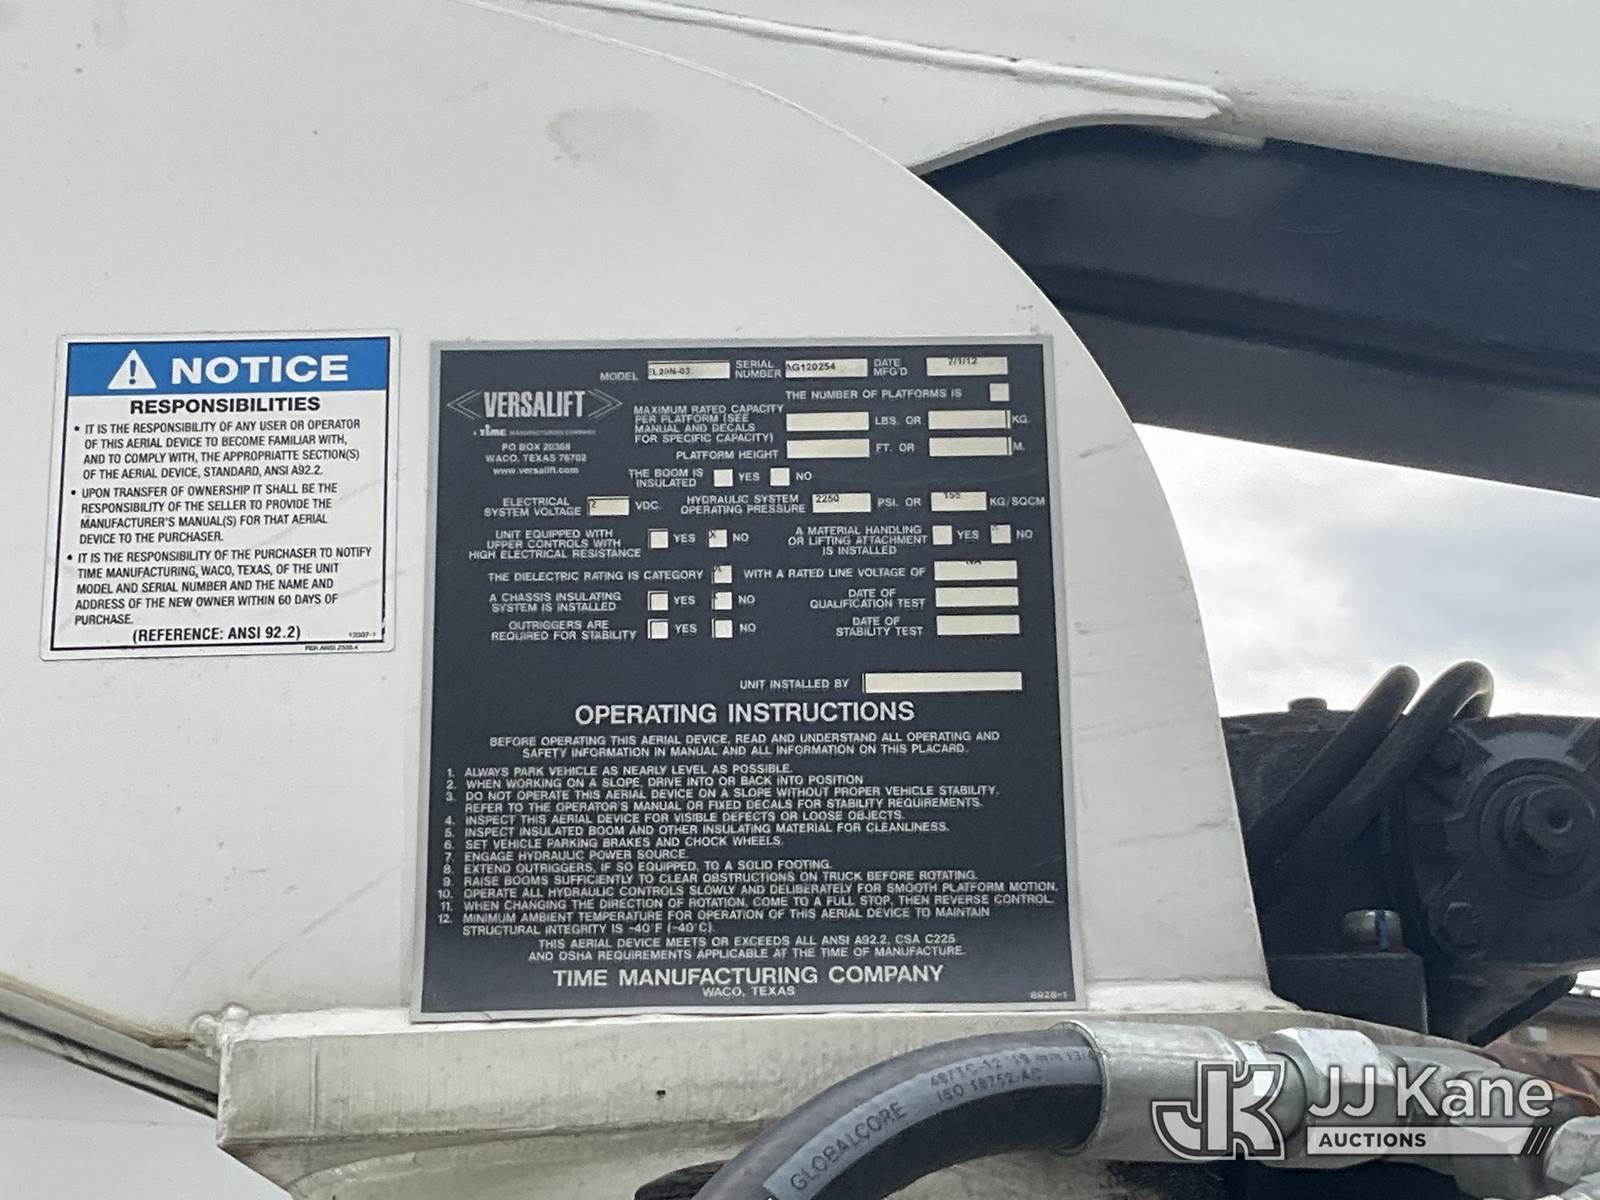 NOTICE
RESPONSIBILITIES
• IT IS THE RESPONSIBILITY OF ANY USER OR OPERATOR
OF THIS AERIAL DEVICE TO BECOME FAMILIAR WITH,
AND TO COMPLY WITH, THE APPROPRIATTE SECTION(S)
OF THE AERIAL DEVICE, STANDARD, ANSI A92.2.
• UPON TRANSFER OF OWNERSHIP IT SHALL BE THE
RESPONSIBILITY OF THE SELLER TO PROVIDE THE
MANUFACTURER'S MANUAL(S) FOR THAT AERIAL
DEVICE TO THE PURCHASER.
• IT IS THE RESPONSIBILITY OF THE PURCHASER TO NOTIFY
TIME MANUFACTURING, WACO, TEXAS, OF THE UNIT
MODEL AND SERIAL NUMBER AND THE NAME AND
ADDRESS OF THE NEW OWNER WITHIN 60 DAYS OF
PURCHASE.
(REFERENCE: ANSI 92.2)
12337-1
VERSALIFT
A TIME MANUFACTURING COMPANY
PO BOX 20368
WACO, TEXAS 76702
www.versalift.com
MODEL
SERIAL NUMBER AG120254
DATE MFG'D 7/1/12
THE NUMBER OF PLATFORMS IS
MAXIMUM RATED CAPACITY
PER PLATFORM (SEE
MANUAL AND DECALS
FOR SPECIFIC CAPACITY)
LBS. OR KG.
PLATFORM HEIGHT FT. OR M.
THE BOOM IS
INSULATED YES NO
ELECTRICAL
SYSTEM VOLTAGE 2 VDC.
HYDRAULIC SYSTEM
OPERATING PRESSURE 2250 PSI. OR KG/SQCM
UNIT EQUIPPED WITH
UPPER CONTROLS WITH
HIGH ELECTRICAL RESISTANCE
YES X NO
A MATERIAL HANDLING
OR LIFTING ATTACHMENT
IS INSTALLED
YES NO
THE DIELECTRIC RATING IS CATEGORY WITH A RATED LINE VOLTAGE OF NA
A CHASSIS INSULATING
SYSTEM IS INSTALLED YES NO
DATE OF
QUALIFICATION TEST
OUTRIGGERS ARE
REQUIRED FOR STABILITY YES NO
DATE OF
STABILITY TEST
UNIT INSTALLED BY
OPERATING INSTRUCTIONS
BEFORE OPERATING THIS AERIAL DEVICE, READ AND UNDERSTAND ALL OPERATING AND
SAFETY INFORMATION IN MANUAL AND ALL INFORMATION ON THIS PLACARD.
1. ALWAYS PARK VEHICLE AS NEARLY LEVEL AS POSSIBLE.
2. WHEN WORKING ON A SLOPE, DRIVE INTO OR BACK INTO POSITION
3. DO NOT OPERATE THIS AERIAL DEVICE ON A SLOPE WITHOUT PROPER VEHICLE STABILITY.
REFER TO THE OPERATOR'S MANUAL OR FIXED DECALS FOR STABILITY REQUIREMENTS.
4. INSPECT THIS AERIAL DEVICE FOR VISIBLE DEFECTS OR LOOSE OBJECTS.
5. INSPECT INSULATED BOOM AND OTHER INSULATING MATERIAL FOR CLEANLINESS.
6. SET VEHICLE PARKING BRAKES AND CHOCK WHEELS.
7. ENGAGE HYDRAULIC POWER SOURCE.
8. EXTEND OUTRIGGERS, IF SO EQUIPPED, TO A SOLID FOOTING.
9. RAISE BOOMS SUFFICIENTLY TO CLEAR OBSTRUCTIONS ON TRUCK BEFORE ROTATING.
10. OPERATE ALL HYDRAULIC CONTROLS SLOWLY AND DELIBERATELY FOR SMOOTH PLATFORM MOTION.
11. WHEN CHANGING THE DIRECTION OF ROTATION, COME TO A FULL STOP, THEN REVERSE CONTROL.
12. MINIMUM AMBIENT TEMPERATURE FOR OPERATION OF THIS AERIAL DEVICE TO MAINTAIN
STRUCTURAL INTEGRITY IS -40°F (-40°C).
THIS AERIAL DEVICE MEETS OR EXCEEDS ALL ANSI A92.2, CSA C225
AND OSHA REQUIREMENTS APPLICABLE AT THE TIME OF MANUFACTURE.
TIME MANUFACTURING COMPANY
WACO, TEXAS
8926-1
19 mm
ISO 18752-AC
GLOBALCORE
JK JJ Kane
AUCTIONS